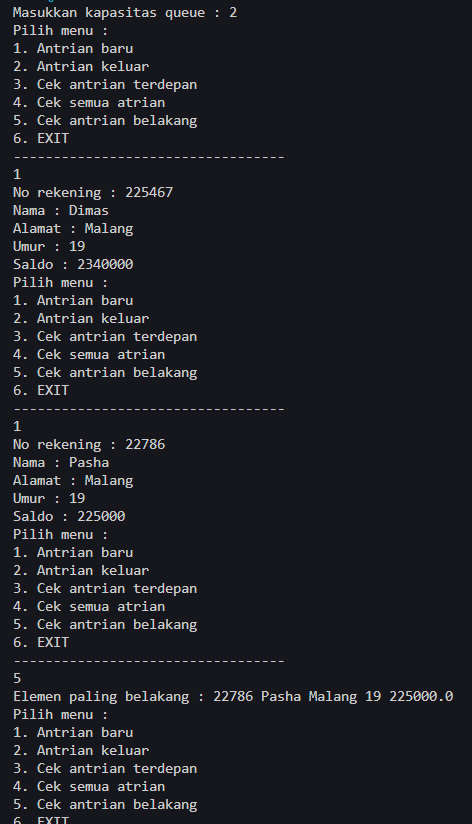 Masukkan kapasitas queue : 2
Pilih menu :
1. Antrian baru
2. Antrian keluar
3. Cek antrian terdepan
4. Cek semua atrian
5. Cek antrian belakang
6. EXIT
----------------------------------
1
No rekening : 225467
Nama : Dimas
Alamat : Malang
Umur : 19
Saldo : 2340000
Pilih menu :
1. Antrian baru
2. Antrian keluar
3. Cek antrian terdepan
4. Cek semua atrian
5. Cek antrian belakang
6. EXIT
----------------------------------
1
No rekening : 22786
Nama : Pasha
Alamat : Malang
Umur : 19
Saldo : 225000
Pilih menu :
1. Antrian baru
2. Antrian keluar
3. Cek antrian terdepan
4. Cek semua atrian
5. Cek antrian belakang
6. EXIT
----------------------------------
5
Elemen paling belakang : 22786 Pasha Malang 19 225000.0
Pilih menu :
1. Antrian baru
2. Antrian keluar
3. Cek antrian terdepan
4. Cek semua atrian
5. Cek antrian belakang
6. EXIT